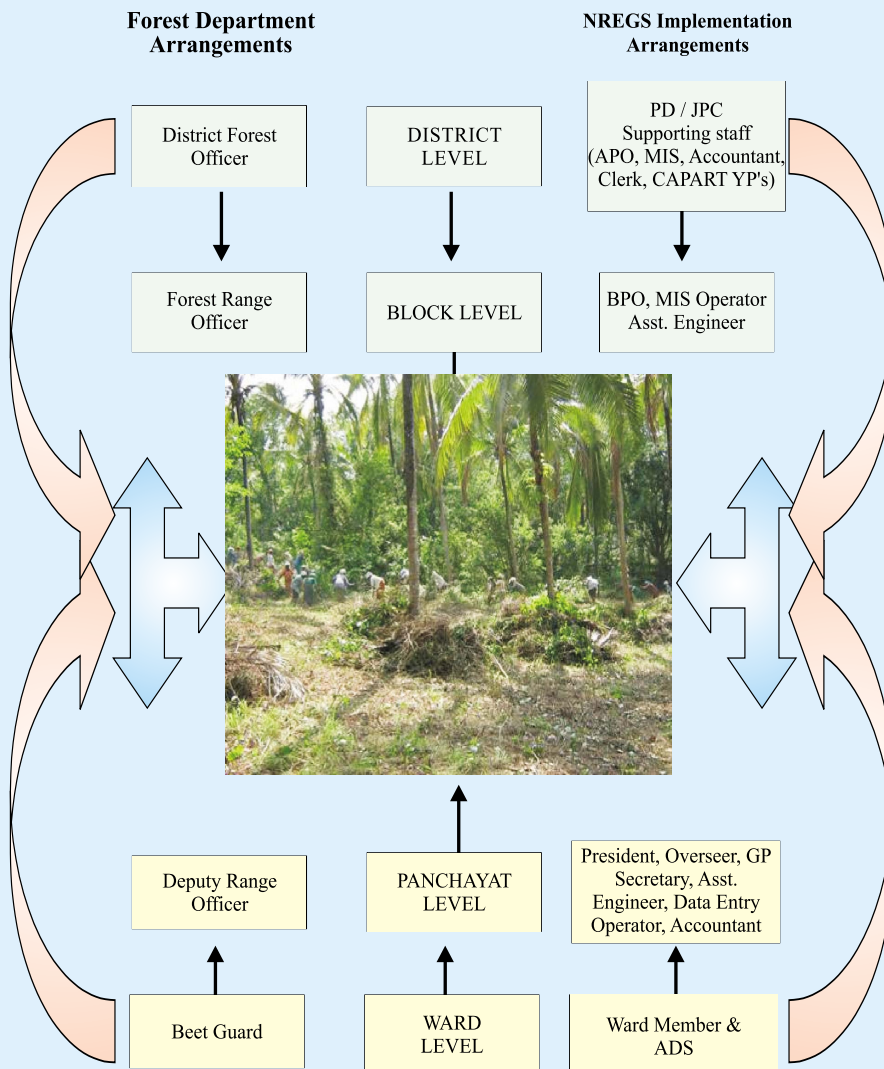 Forest Department
Arrangements
NREGS Implementation
Arrangements
District Forest
Officer
DISTRICT
LEVEL
PD / JPC
Supporting staff
(APO, MIS, Accountant,
Clerk, CAPART YP's)
Forest Range
Officer
BLOCK LEVEL
BPO, MIS Operator
Asst. Engineer
Deputy Range
Officer
PANCHAYAT
LEVEL
President, Overseer, GP
Secretary, Asst.
Engineer, Data Entry
Operator, Accountant
Beet Guard
WARD
LEVEL
Ward Member &
ADS